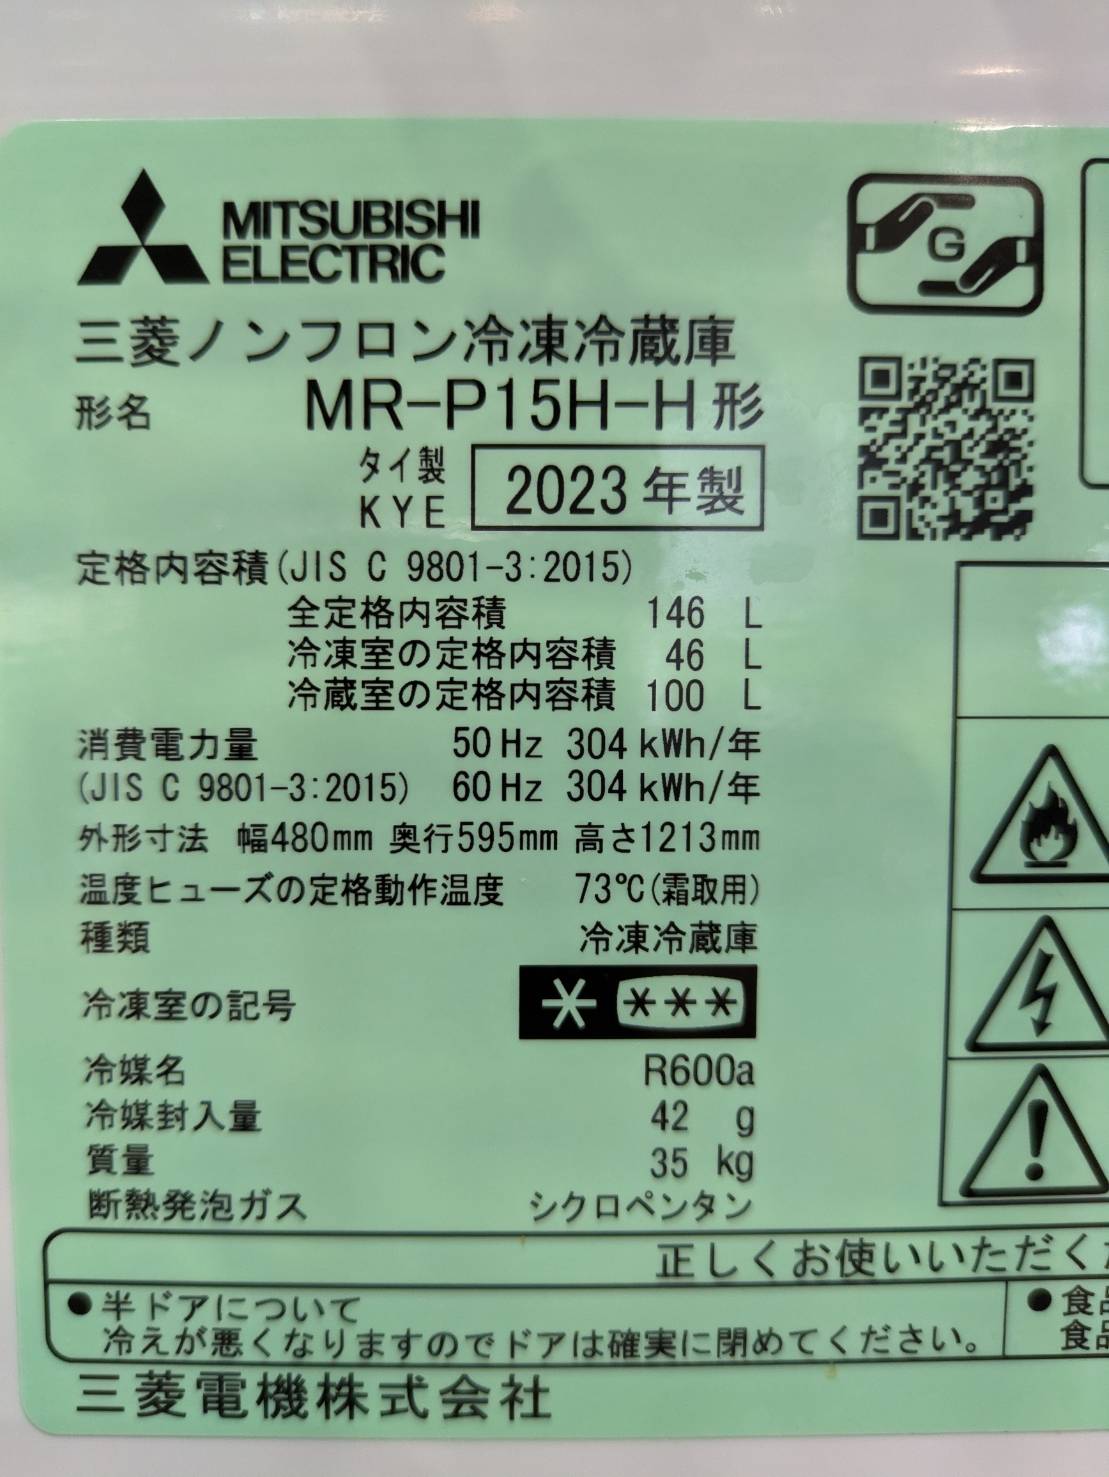 MITSUBISHI
ELECTRIC
G
三菱ノンフロン冷凍冷蔵庫
形名 MR-P15H-H形
タイ製
KYE
2023年製
定格内容積(JIS C 9801-3:2015)
全定格内容積 146 L
冷凍室の定格内容積 46 L
冷蔵室の定格内容積 100 L
消費電力量 50Hz 304kWh/年
(JIS C 9801-3:2015) 60Hz 304kWh/年
外形寸法 幅480mm 奥行595mm 高さ1213mm
温度ヒューズの定格動作温度 73℃(霜取用)
種類 冷凍冷蔵庫
冷凍室の記号 * ***
冷媒名 R600a
冷媒封入量 42 g
質量 35 kg
断熱発泡ガス シクロペンタン
正しくお使いいただく
●半ドアについて
冷えが悪くなりますのでドアは確実に閉めてください。
●食品
食品
三菱電機株式会社